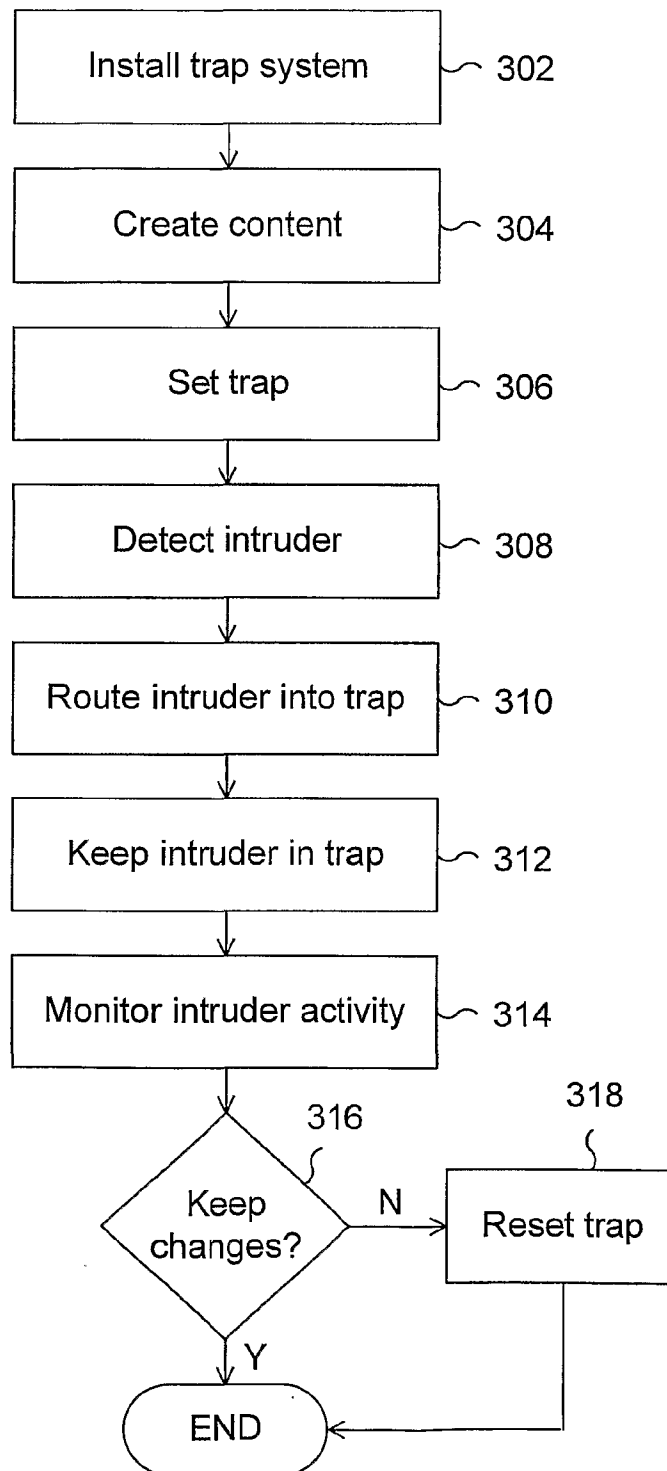 Install trap system
302
Create content
304
Set trap
306
Detect intruder
308
Route intruder into trap
310
Keep intruder in trap
312
Monitor intruder activity
314
316
318
Keep
changes?
N
Reset trap
Y
END